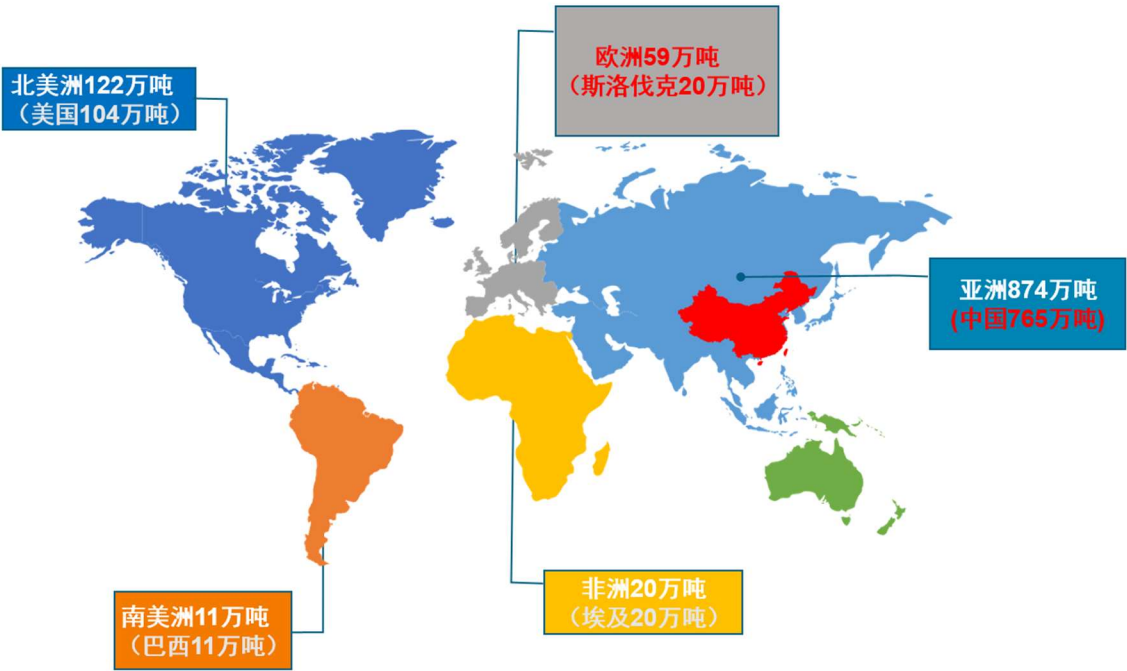 欧洲59万吨
（斯洛伐克20万吨）
北美洲122万吨
（美国104万吨）
亚洲874万吨
(中国765万吨)
非洲20万吨
（埃及20万吨）
南美洲11万吨
（巴西11万吨）